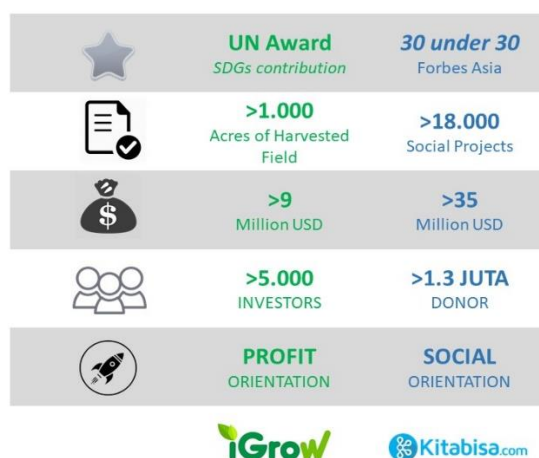 UN Award
SDGs contribution
30 under 30
Forbes Asia
>1.000
Acres of Harvested
Field
>18.000
Social Projects
$
>9
Million USD
>35
Million USD
>5.000
INVESTORS
>1.3 JUTA
DONOR
PROFIT
ORIENTATION
SOCIAL
ORIENTATION
iGrow
Kitabisa.com